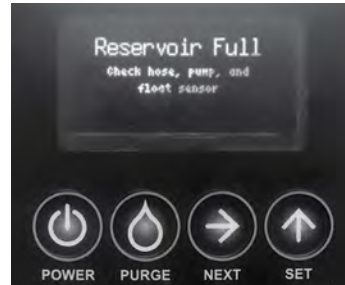 Reservoir Full
Check hose, pump, and
float sensor
POWER PURGE NEXT SET